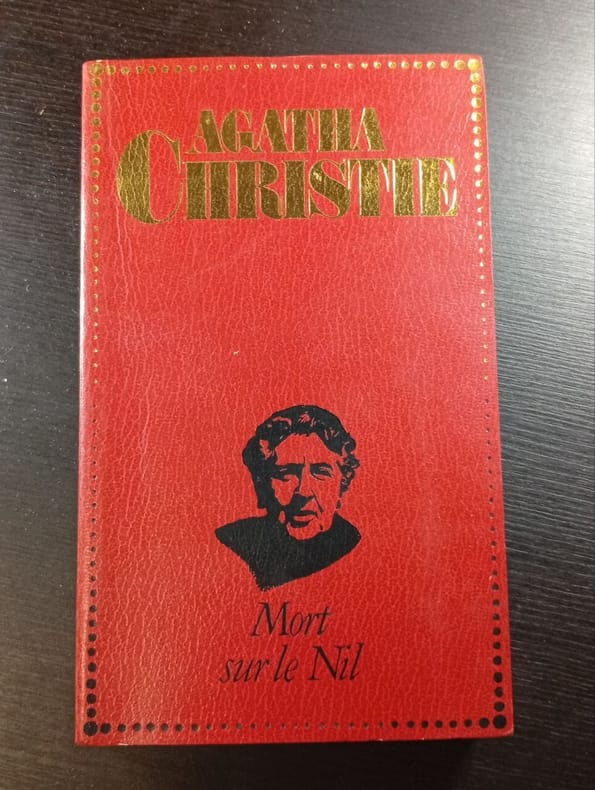 AGATHA
CHRISTIE
Mort
sur le Nil